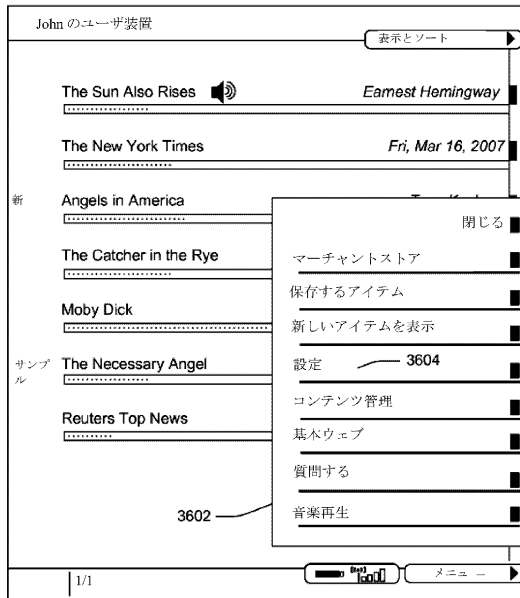 John のユーザ装置
表示とソート
The Sun Also Rises Earnest Hemingway
The New York Times Fri, Mar 16, 2007
新 Angels in America
閉じる
The Catcher in the Rye
マーチャントストア
保存するアイテム
Moby Dick
新しいアイテムを表示
サンプ
ル
The Necessary Angel
設定 3604
コンテンツ管理
Reuters Top News
基本ウェブ
質問する
3602
音楽再生
1/1
メニュー